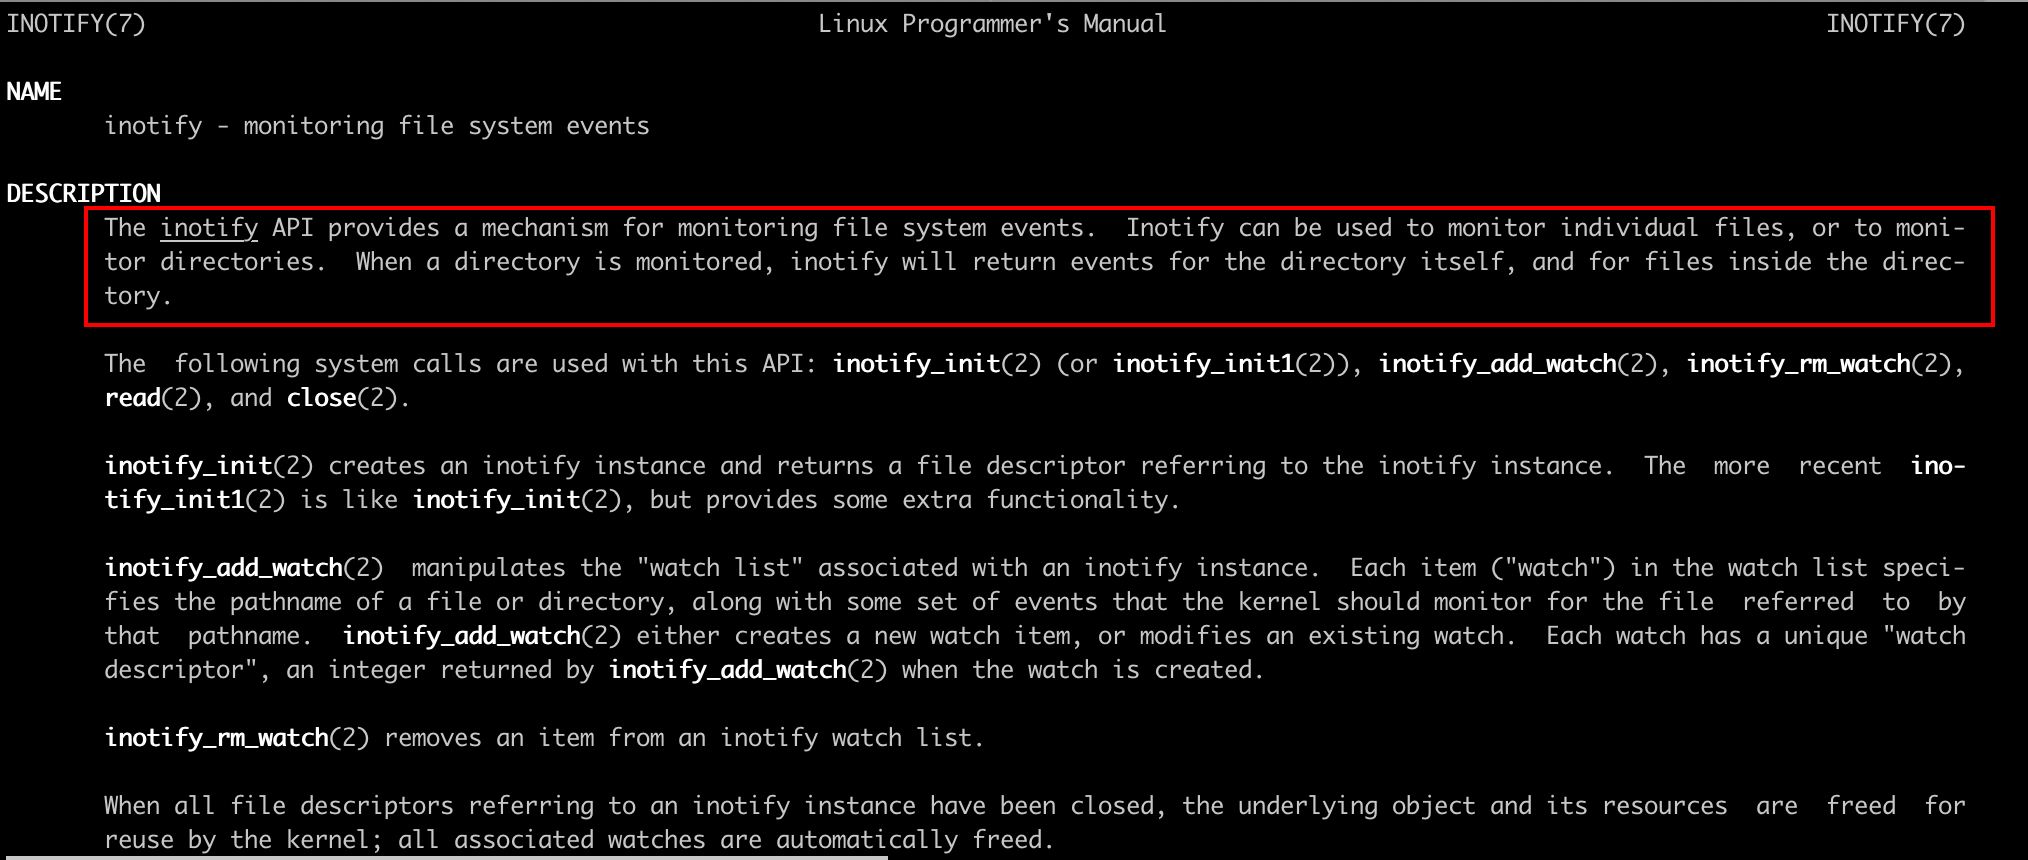 INOTIFY(7) Linux Programmer's Manual INOTIFY(7)
NAME
inotify - monitoring file system events
DESCRIPTION
The inotify API provides a mechanism for monitoring file system events.  Inotify can be used to monitor individual files, or to moni-
tor directories.  When a directory is monitored, inotify will return events for the directory itself, and for files inside the direc-
tory.
The  following system calls are used with this API: inotify_init(2) (or inotify_init1(2)), inotify_add_watch(2), inotify_rm_watch(2),
read(2), and close(2).
inotify_init(2) creates an inotify instance and returns a file descriptor referring to the inotify instance.  The  more  recent  ino-
tify_init1(2) is like inotify_init(2), but provides some extra functionality.
inotify_add_watch(2)  manipulates the "watch list" associated with an inotify instance.  Each item ("watch") in the watch list speci-
fies the pathname of a file or directory, along with some set of events that the kernel should monitor for the file  referred  to  by
that  pathname.  inotify_add_watch(2) either creates a new watch item, or modifies an existing watch.  Each watch has a unique "watch
descriptor", an integer returned by inotify_add_watch(2) when the watch is created.
inotify_rm_watch(2) removes an item from an inotify watch list.
When all file descriptors referring to an inotify instance have been closed, the underlying object and its resources  are  freed  for
reuse by the kernel; all associated watches are automatically freed.